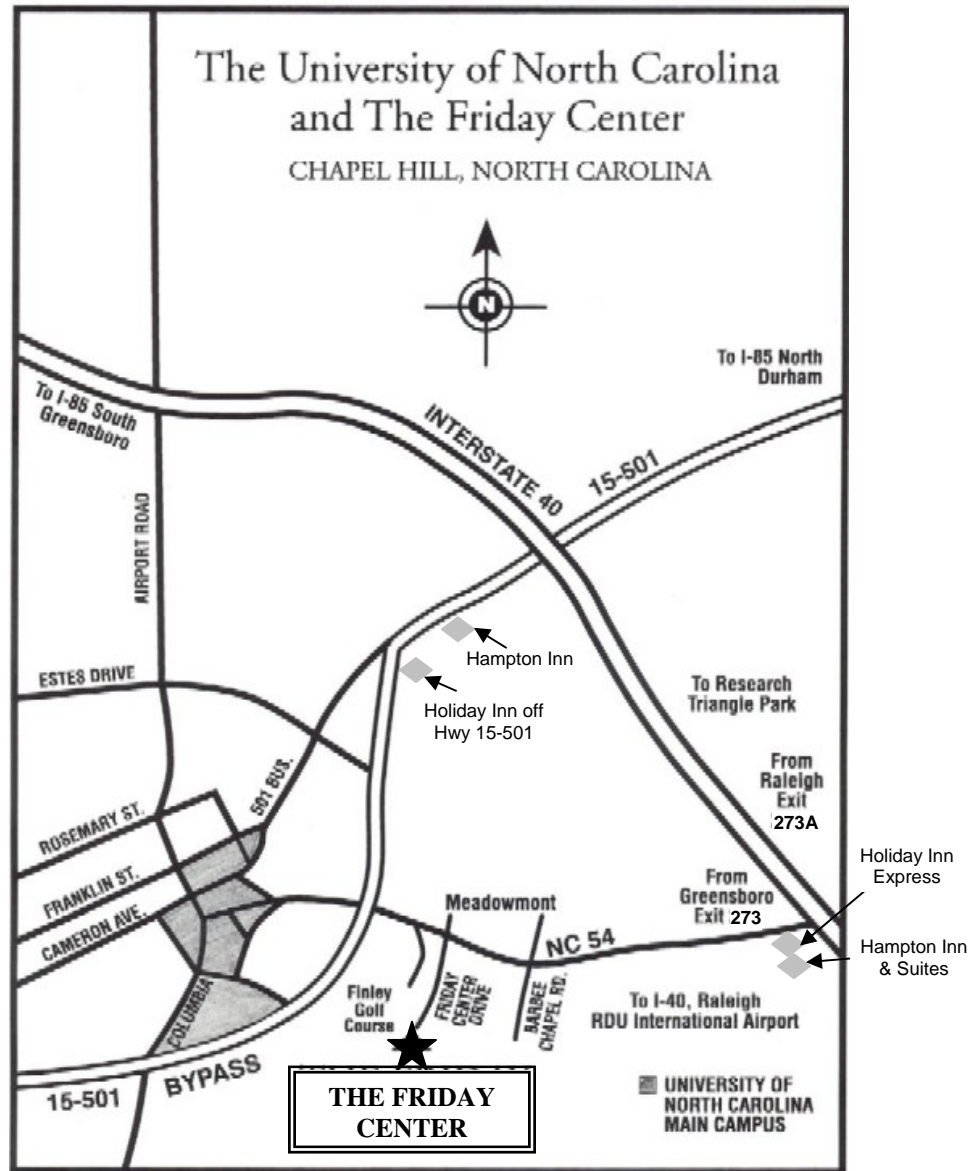 The University of North Carolina
and The Friday Center
CHAPEL HILL, NORTH CAROLINA
N
To I-85 North
Durham
To I-85 South
Greensboro
INTERSTATE 40
15-501
AIRPORT ROAD
Hampton Inn
ESTES DRIVE
Holiday Inn off
Hwy 15-501
To Research
Triangle Park
501 BUS.
From
Raleigh
Exit
273A
ROSEMARY ST.
FRANKLIN ST.
CAMERON AVE.
Holiday Inn
Express
From
Greensboro
Exit 273
Meadowmont
NC 54
Hampton Inn
& Suites
COLUMBIA
Finley
Golf
Course
FRIDAY
CENTER
DRIVE
BARBEE
CHAPEL RD.
To I-40, Raleigh
RDU International Airport
15-501
BYPASS
THE FRIDAY
CENTER
UNIVERSITY OF
NORTH CAROLINA
MAIN CAMPUS